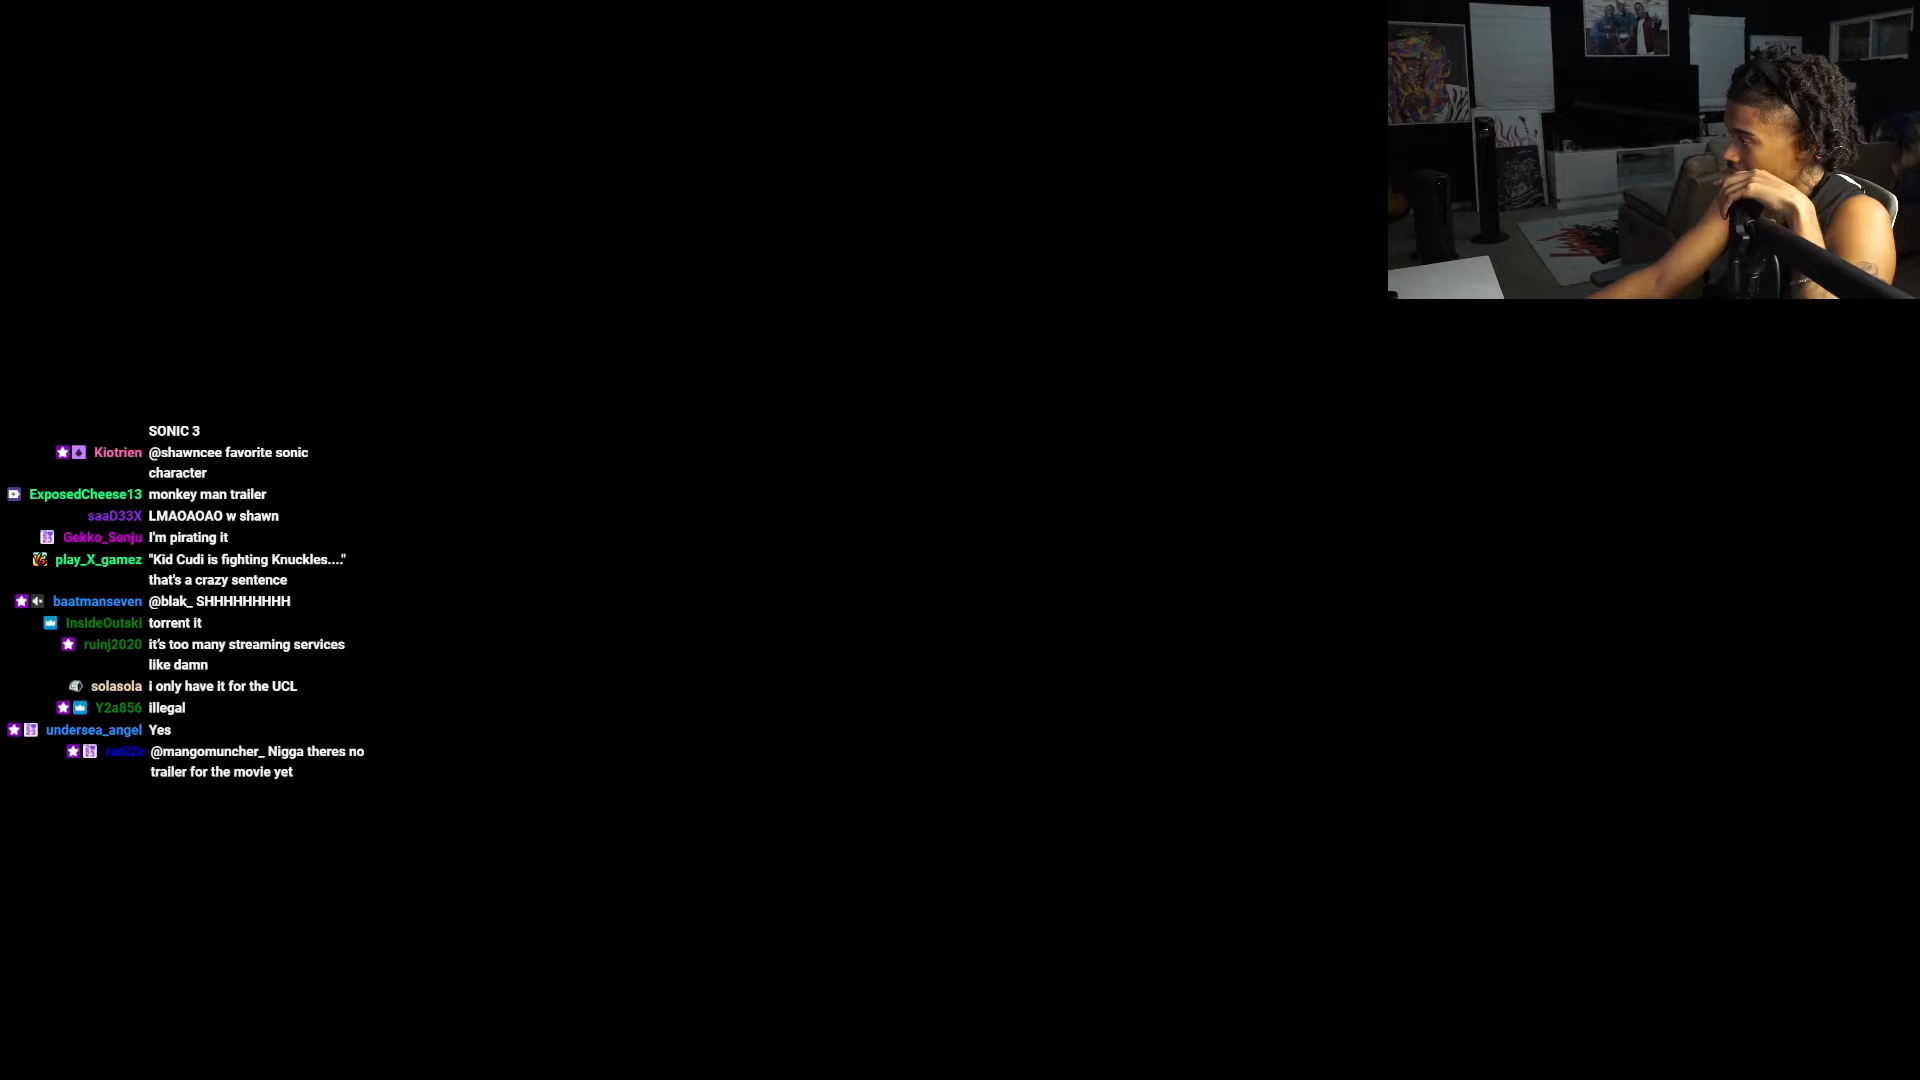 SONIC 3
Kiotrien @shawncee favorite sonic
character
ExposedCheese13 monkey man trailer
saaD33X LMAOAOAO w shawn
Gekko_Senju I'm pirating it
play_X_gamez "Kid Cudi is fighting Knuckles...."
that's a crazy sentence
baatmanseven @blak_ SHHHHHHHHH
InsideOutski torrent it
ruinj2020 it's too many streaming services
like damn
solasola i only have it for the UCL
Y2a856 illegal
undersea_angel Yes
@mangomuncher_ Nigga theres no
trailer for the movie yet